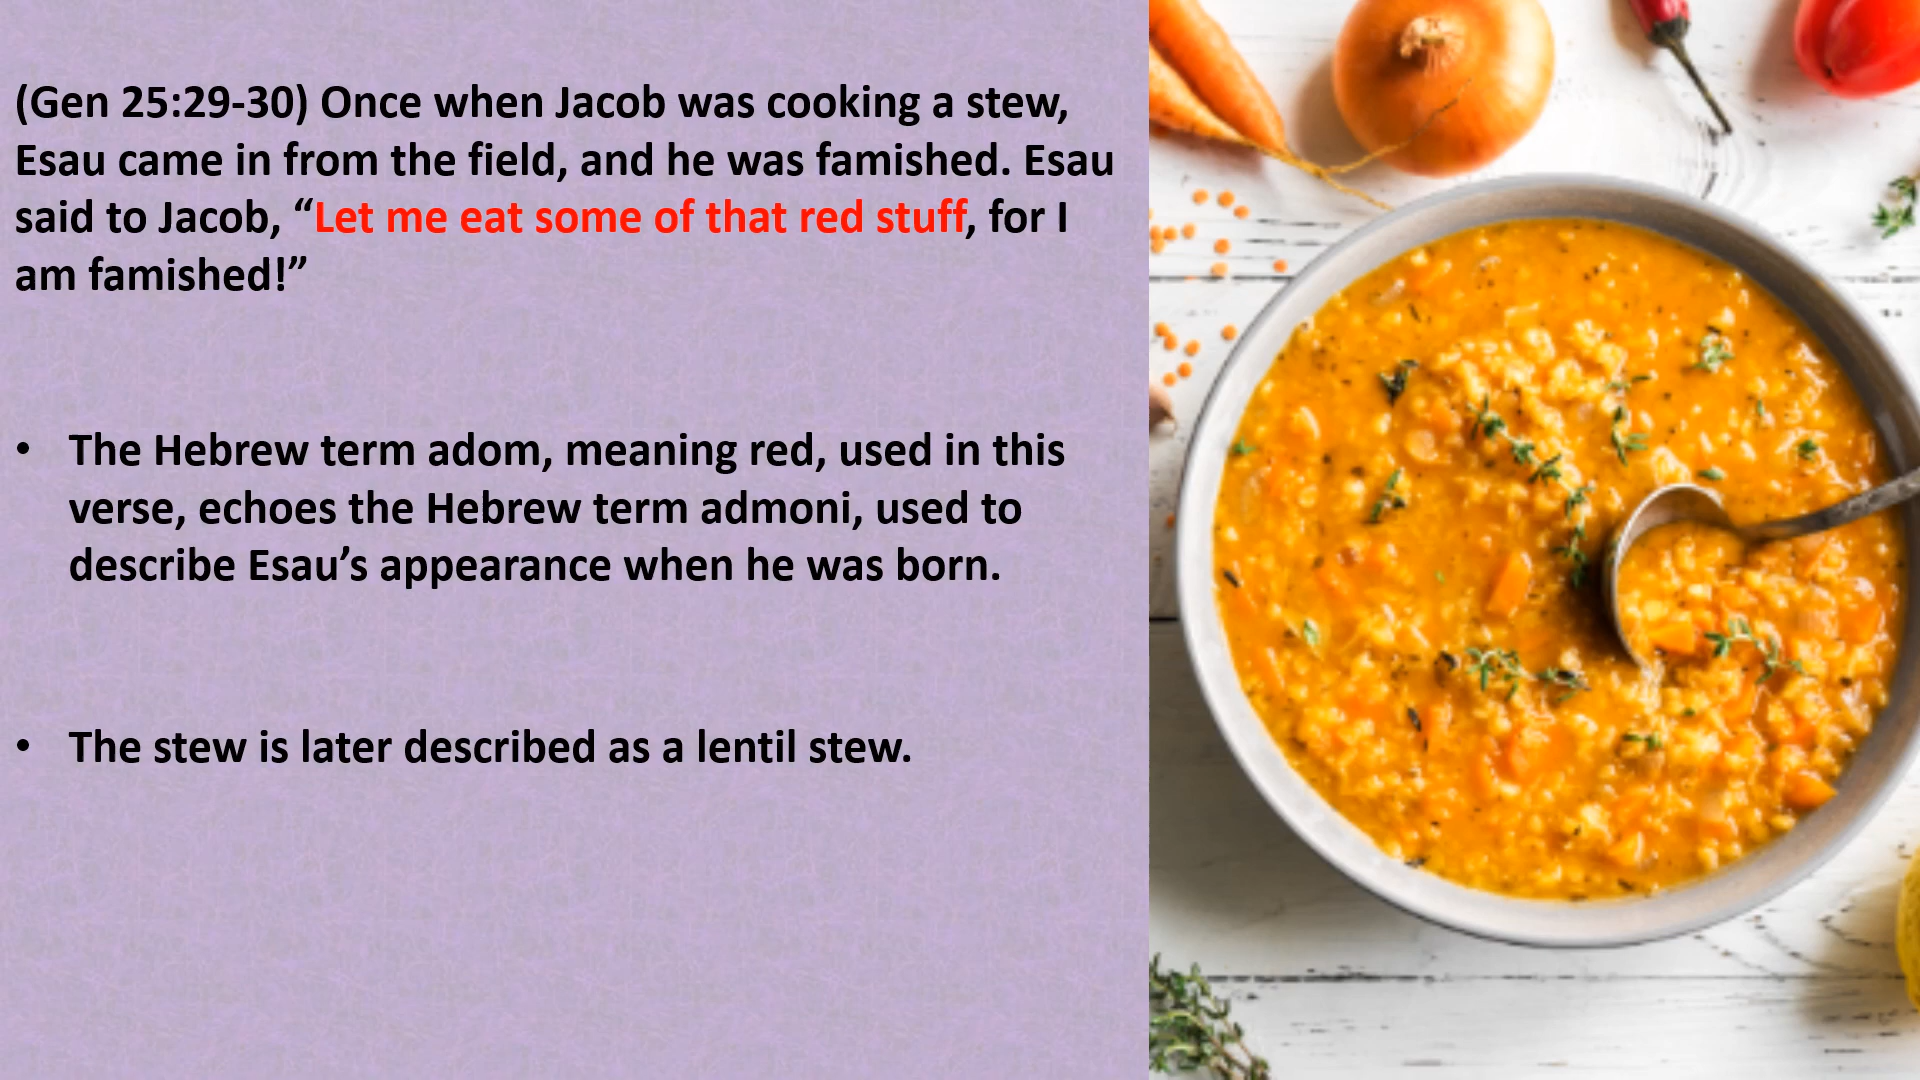 (Gen 25:29-30) Once when Jacob was cooking a stew,
Esau came in from the field, and he was famished. Esau
said to Jacob, “Let me eat some of that red stuff, for I
am famished!”
• The Hebrew term adom, meaning red, used in this
verse, echoes the Hebrew term admoni, used to
describe Esau’s appearance when he was born.
• The stew is later described as a lentil stew.